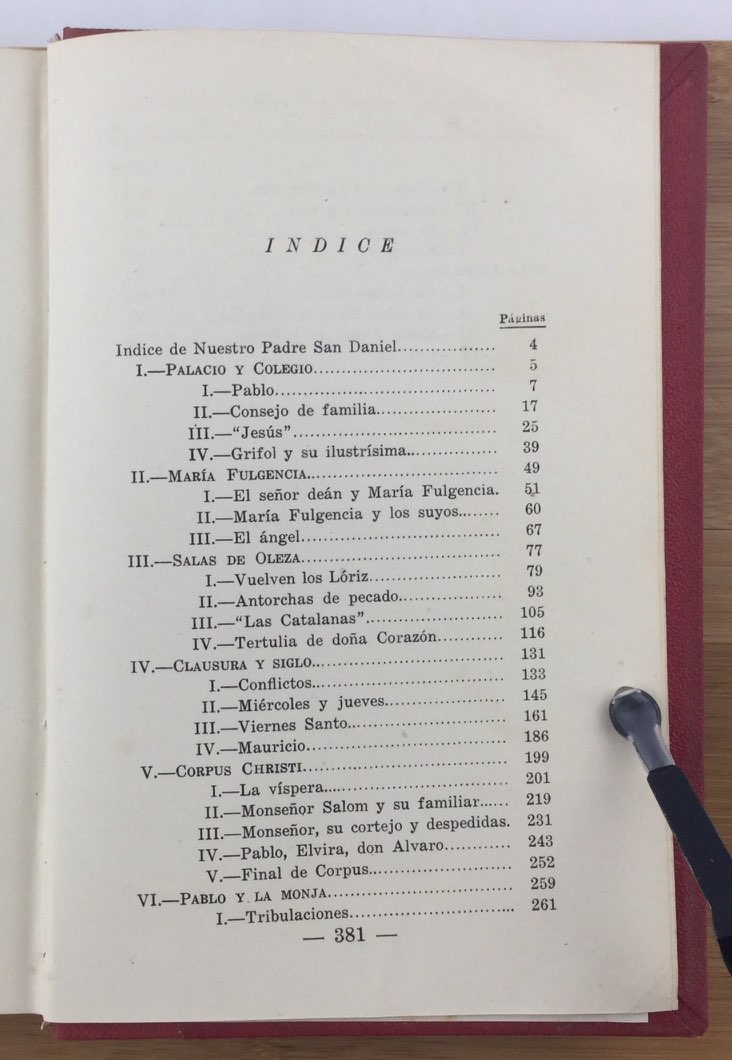 INDICE
Páginas
Indice de Nuestro Padre San Daniel.................. 4
I.—PALACIO Y COLEGIO.................................. 5
I.—Pablo.......................................... 7
II.—Consejo de familia....................... 17
III.—"Jesús"....................................... 25
IV.—Grifol y su ilustrísima................. 39
II.—MARÍA FULGENCIA................................... 49
I.—El señor deán y María Fulgencia. 51
II.—María Fulgencia y los suyos........ 60
III.—El ángel..................................... 67
III.—SALAS DE OLEZA..................................... 77
I.—Vuelven los Lóriz......................... 79
II.—Antorchas de pecado.................... 93
III.—"Las Catalanas".......................... 105
IV.—Tertulia de doña Corazón............ 116
IV.—CLAUSURA Y SIGLO................................... 131
I.—Conflictos.................................... 133
II.—Miércoles y jueves....................... 145
III.—Viernes Santo............................. 161
IV.—Mauricio..................................... 186
V.—CORPUS CHRISTI...................................... 199
I.—La víspera................................... 201
II.—Monseñor Salom y su familiar...... 219
III.—Monseñor, su cortejo y despedidas. 231
IV.—Pablo, Elvira, don Alvaro............ 243
V.—Final de Corpus.......................... 252
VI.—PABLO Y LA MONJA.................................. 259
I.—Tribulaciones............................... 261
— 381 —